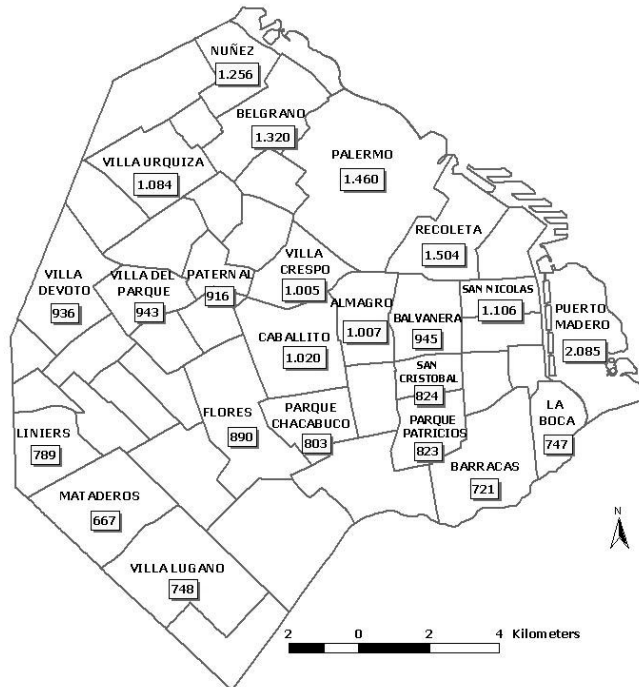 NUÑEZ
1.256
BELGRANO
1.320
PALERMO
1.460
VILLA URQUIZA
1.084
RECOLETA
1.504
VILLA
DEVOTO
936
VILLA DEL
PARQUE
943
PATERNAL
916
VILLA
CRESPO
1.005
ALMAGRO
1.007
BALVANERA
945
SAN NICOLAS
1.106
PUERTO
MADERO
2.085
CABALLITO
1.020
SAN
CRISTOBAL
824
LINIERS
789
FLORES
890
PARQUE
CHACABUCO
803
PARQUE
PATRICIOS
823
LA
BOCA
747
BARRACAS
721
MATADEROS
667
VILLA LUGANO
748
N
2 0 2 4 Kilometers